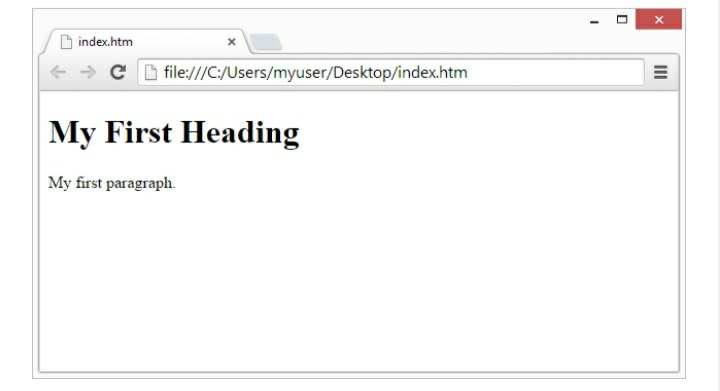 index.htm
file:///C:/Users/myuser/Desktop/index.htm
My First Heading
My first paragraph.